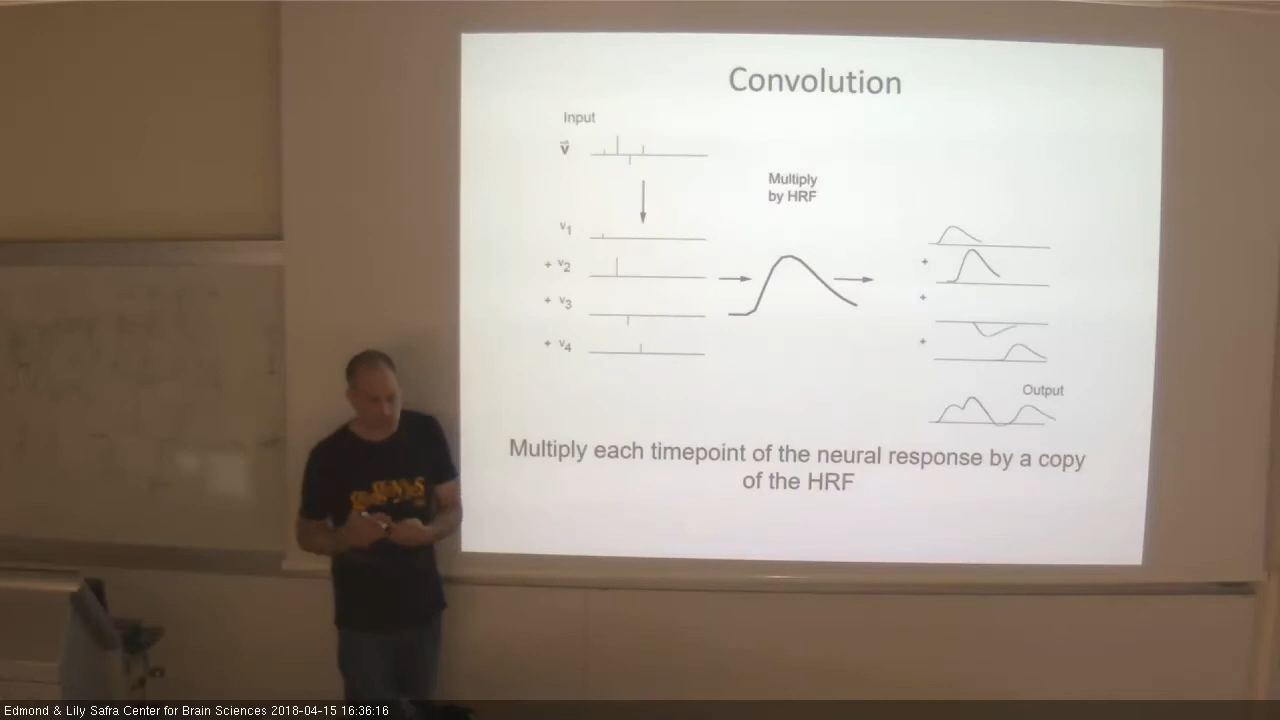 Convolution
Input
v
Multiply
by HRF
v1
+ v2
+ v3
+ v4
+
+
+
Output
Multiply each timepoint of the neural response by a copy
of the HRF
Edmond & Lily Safra Center for Brain Sciences 2018-04-15 16:36:16